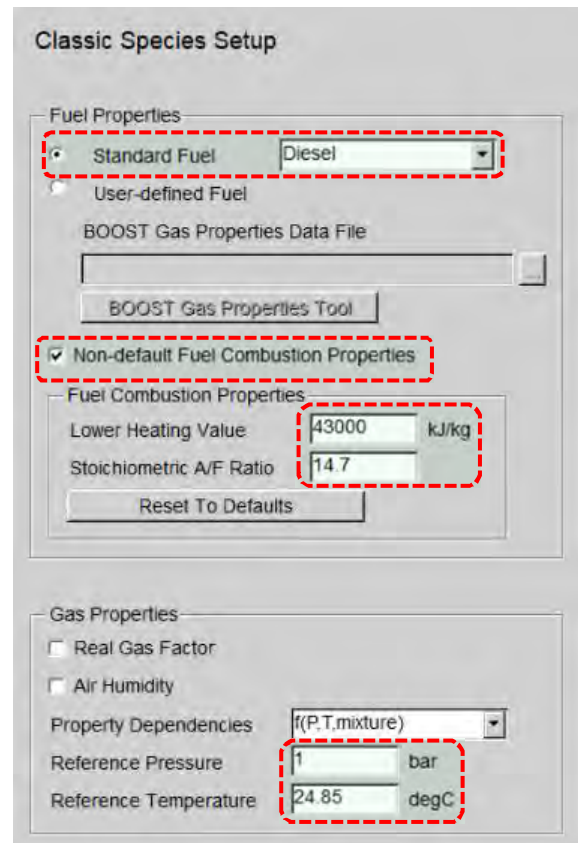 Classic Species Setup
Fuel Properties
Standard Fuel Diesel
User-defined Fuel
BOOST Gas Properties Data File
...
BOOST Gas Properties Tool
Non-default Fuel Combustion Properties
Fuel Combustion Properties
Lower Heating Value 43000 kJ/kg
Stoichiometric A/F Ratio 14.7
Reset To Defaults
Gas Properties
Real Gas Factor
Air Humidity
Property Dependencies f(P,T,mixture)
Reference Pressure 1 bar
Reference Temperature 24.85 degC